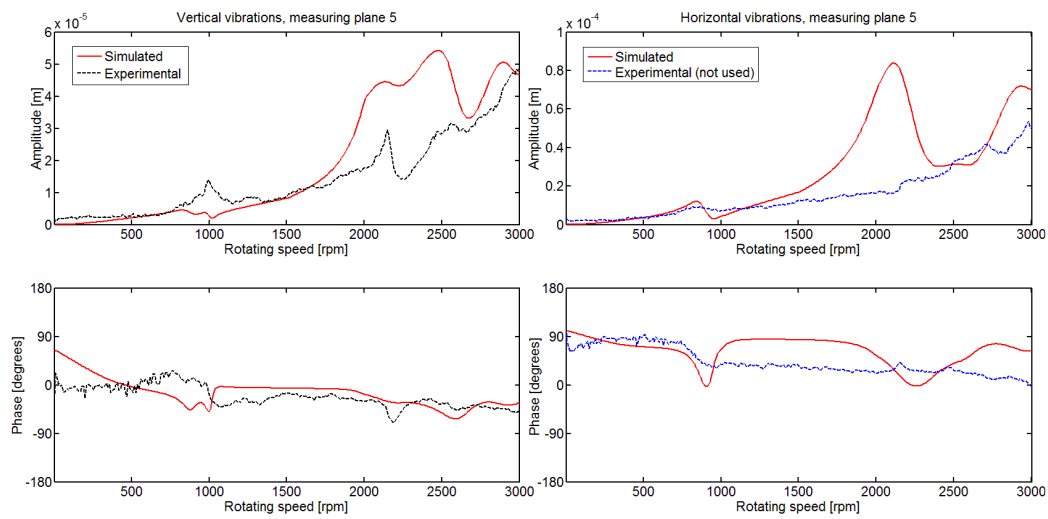 Vertical vibrations, measuring plane 5
6 x 10^-5
5
4
3
2
1
0
Amplitude [m]
Simulated
Experimental
500 1000 1500 2000 2500 3000
Rotating speed [rpm]
Horizontal vibrations, measuring plane 5
1 x 10^-4
0.8
0.6
0.4
0.2
0
Amplitude [m]
Simulated
Experimental (not used)
500 1000 1500 2000 2500 3000
Rotating speed [rpm]
180
90
0
-90
-180
Phase [degrees]
500 1000 1500 2000 2500 3000
Rotating speed [rpm]
180
90
0
-90
-180
Phase [degrees]
500 1000 1500 2000 2500 3000
Rotating speed [rpm]